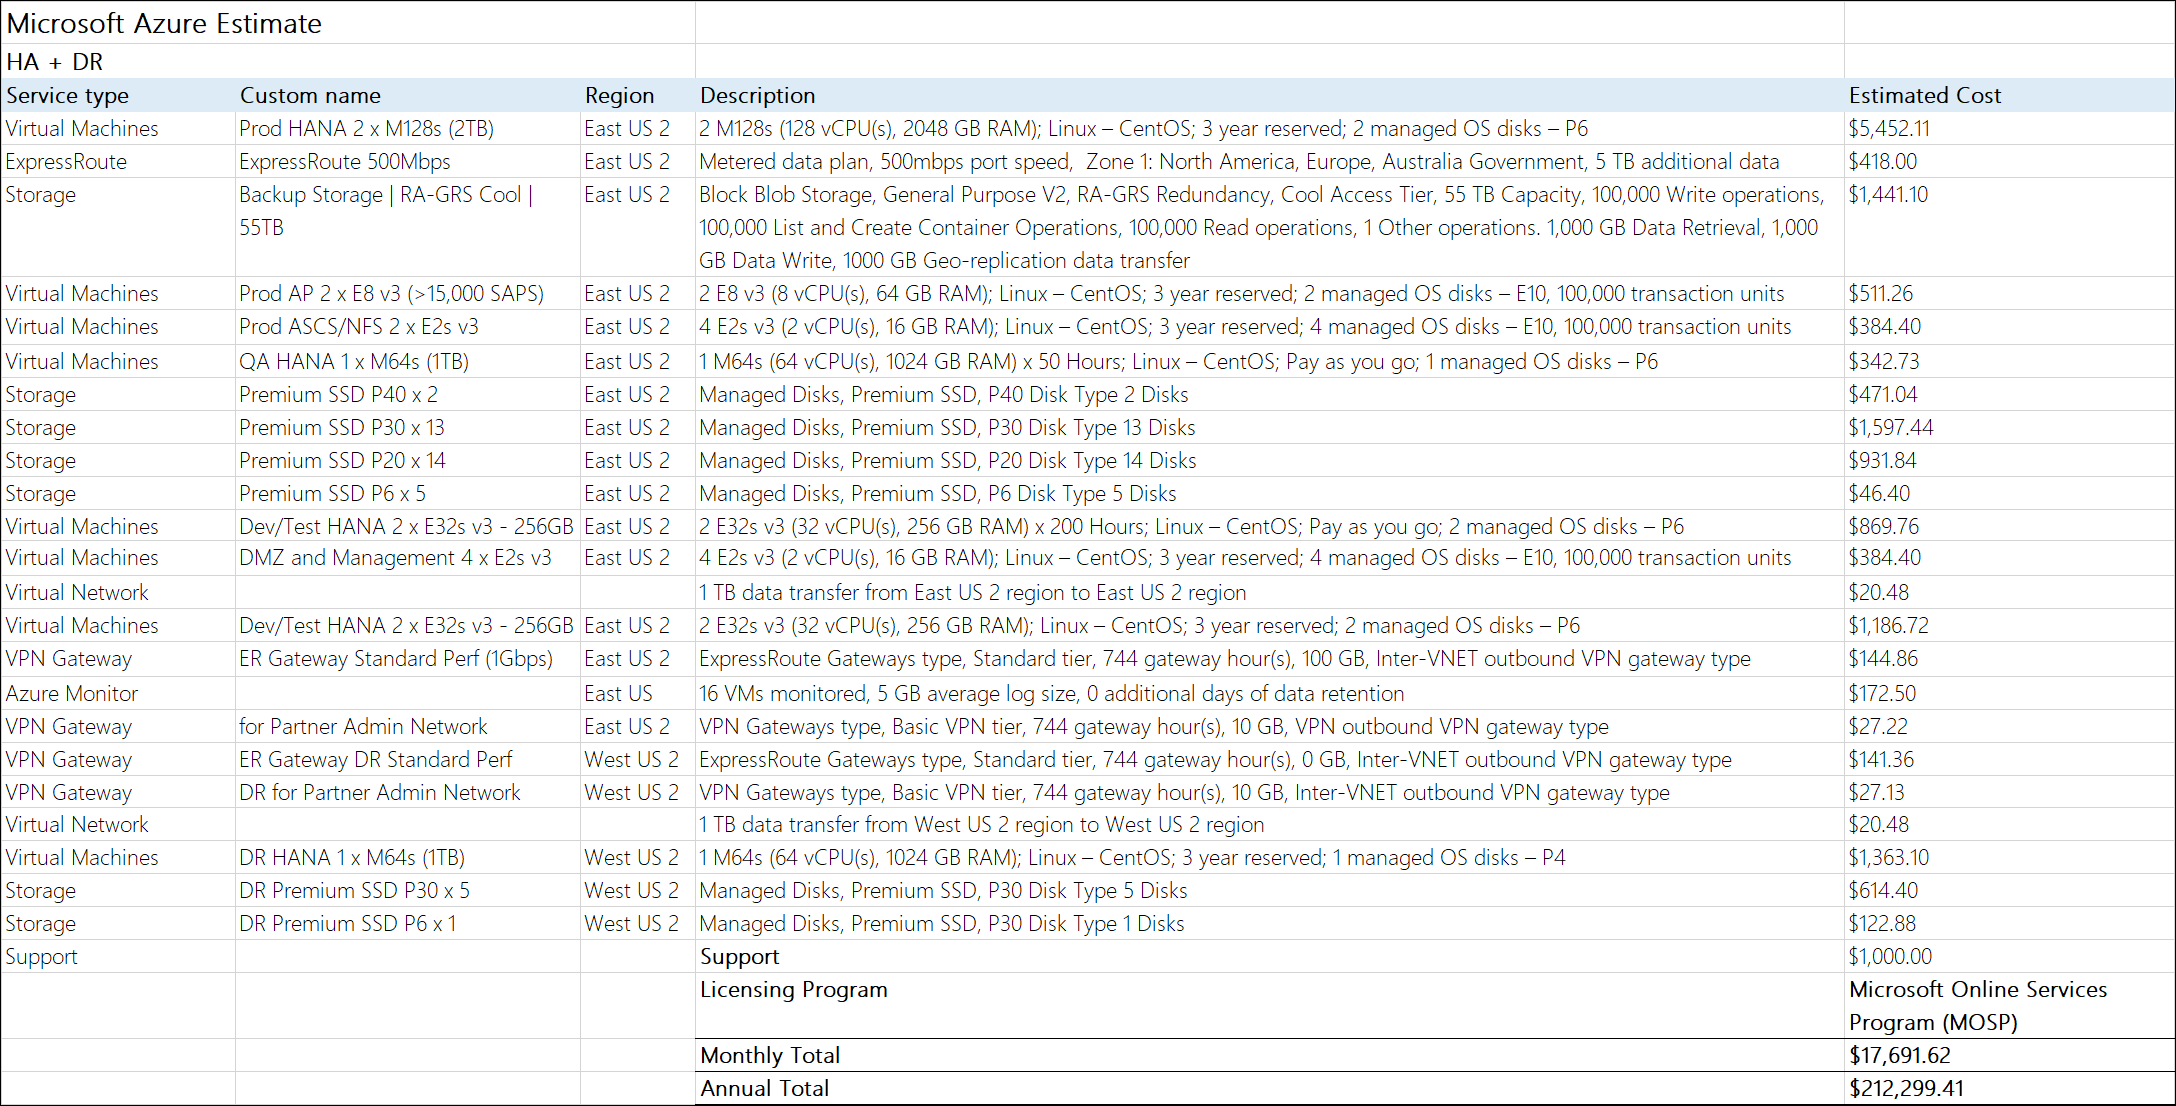 Microsoft Azure Estimate
HA + DR
Service type Custom name Region Description Estimated Cost
Virtual Machines Prod HANA 2 x M128s (2TB) East US 2 2 M128s (128 vCPU(s), 2048 GB RAM); Linux – CentOS; 3 year reserved; 2 managed OS disks – P6 $5,452.11
ExpressRoute ExpressRoute 500Mbps East US 2 Metered data plan, 500mbps port speed, Zone 1: North America, Europe, Australia Government, 5 TB additional data $418.00
Storage Backup Storage | RA-GRS Cool | East US 2 Block Blob Storage, General Purpose V2, RA-GRS Redundancy, Cool Access Tier, 55 TB Capacity, 100,000 Write operations, $1,441.10
55TB 100,000 List and Create Container Operations, 100,000 Read operations, 1 Other operations. 1,000 GB Data Retrieval, 1,000
GB Data Write, 1000 GB Geo-replication data transfer
Virtual Machines Prod AP 2 x E8 v3 (>15,000 SAPS) East US 2 2 E8 v3 (8 vCPU(s), 64 GB RAM); Linux – CentOS; 3 year reserved; 2 managed OS disks – E10, 100,000 transaction units $511.26
Virtual Machines Prod ASCS/NFS 2 x E2s v3 East US 2 4 E2s v3 (2 vCPU(s), 16 GB RAM); Linux – CentOS; 3 year reserved; 4 managed OS disks – E10, 100,000 transaction units $384.40
Virtual Machines QA HANA 1 x M64s (1TB) East US 2 1 M64s (64 vCPU(s), 1024 GB RAM) x 50 Hours; Linux – CentOS; Pay as you go; 1 managed OS disks – P6 $342.73
Storage Premium SSD P40 x 2 East US 2 Managed Disks, Premium SSD, P40 Disk Type 2 Disks $471.04
Storage Premium SSD P30 x 13 East US 2 Managed Disks, Premium SSD, P30 Disk Type 13 Disks $1,597.44
Storage Premium SSD P20 x 14 East US 2 Managed Disks, Premium SSD, P20 Disk Type 14 Disks $931.84
Storage Premium SSD P6 x 5 East US 2 Managed Disks, Premium SSD, P6 Disk Type 5 Disks $46.40
Virtual Machines Dev/Test HANA 2 x E32s v3 - 256GB East US 2 2 E32s v3 (32 vCPU(s), 256 GB RAM) x 200 Hours; Linux – CentOS; Pay as you go; 2 managed OS disks – P6 $869.76
Virtual Machines DMZ and Management 4 x E2s v3 East US 2 4 E2s v3 (2 vCPU(s), 16 GB RAM); Linux – CentOS; 3 year reserved; 4 managed OS disks – E10, 100,000 transaction units $384.40
Virtual Network 1 TB data transfer from East US 2 region to East US 2 region $20.48
Virtual Machines Dev/Test HANA 2 x E32s v3 - 256GB East US 2 2 E32s v3 (32 vCPU(s), 256 GB RAM); Linux – CentOS; 3 year reserved; 2 managed OS disks – P6 $1,186.72
VPN Gateway ER Gateway Standard Perf (1Gbps) East US 2 ExpressRoute Gateways type, Standard tier, 744 gateway hour(s), 100 GB, Inter-VNET outbound VPN gateway type $144.86
Azure Monitor East US 16 VMs monitored, 5 GB average log size, 0 additional days of data retention $172.50
VPN Gateway for Partner Admin Network East US 2 VPN Gateways type, Basic VPN tier, 744 gateway hour(s), 10 GB, VPN outbound VPN gateway type $27.22
VPN Gateway ER Gateway DR Standard Perf West US 2 ExpressRoute Gateways type, Standard tier, 744 gateway hour(s), 0 GB, Inter-VNET outbound VPN gateway type $141.36
VPN Gateway DR for Partner Admin Network West US 2 VPN Gateways type, Basic VPN tier, 744 gateway hour(s), 10 GB, Inter-VNET outbound VPN gateway type $27.13
Virtual Network 1 TB data transfer from West US 2 region to West US 2 region $20.48
Virtual Machines DR HANA 1 x M64s (1TB) West US 2 1 M64s (64 vCPU(s), 1024 GB RAM); Linux – CentOS; 3 year reserved; 1 managed OS disks – P4 $1,363.10
Storage DR Premium SSD P30 x 5 West US 2 Managed Disks, Premium SSD, P30 Disk Type 5 Disks $614.40
Storage DR Premium SSD P6 x 1 West US 2 Managed Disks, Premium SSD, P30 Disk Type 1 Disks $122.88
Support Support $1,000.00
Licensing Program Microsoft Online Services
Program (MOSP)
Monthly Total $17,691.62
Annual Total $212,299.41